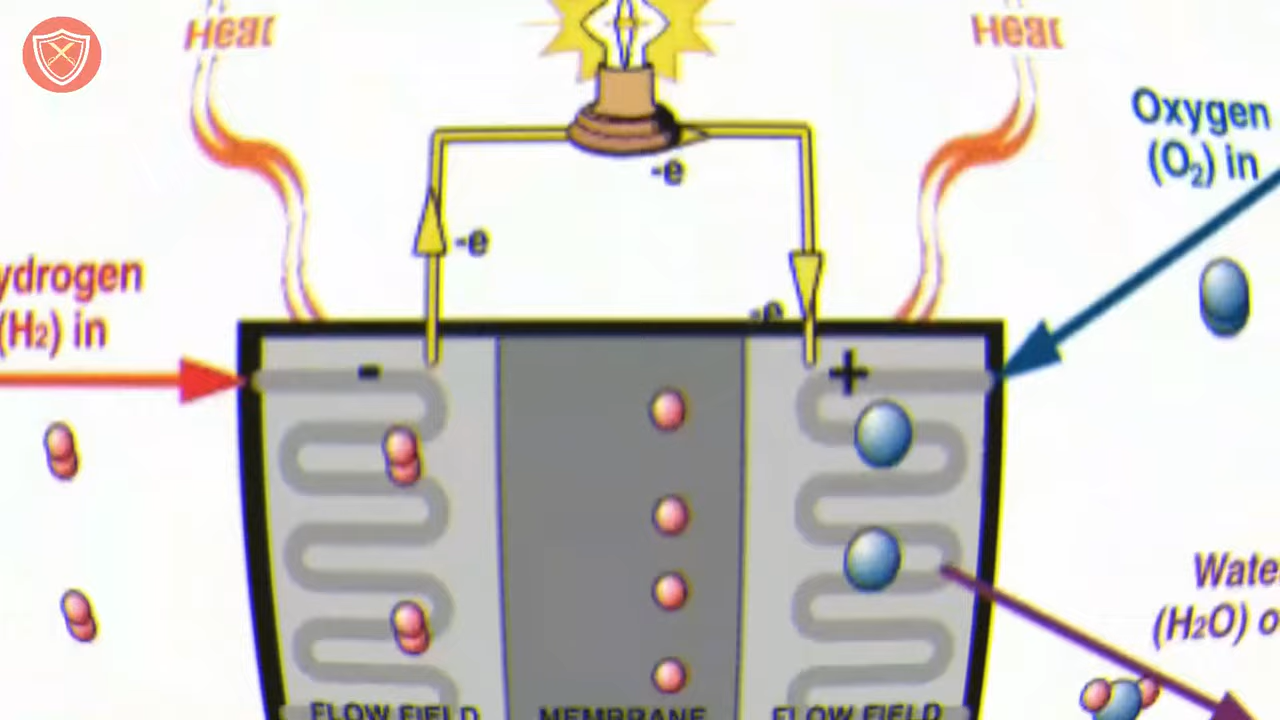 Heat
Heat
Oxygen
(O₂) in
-e
-e
-e
ydrogen
(H₂) in
-
+
Wate
(H₂O) o
FLOW FIELD
MEMBRANE
FLOW FIELD